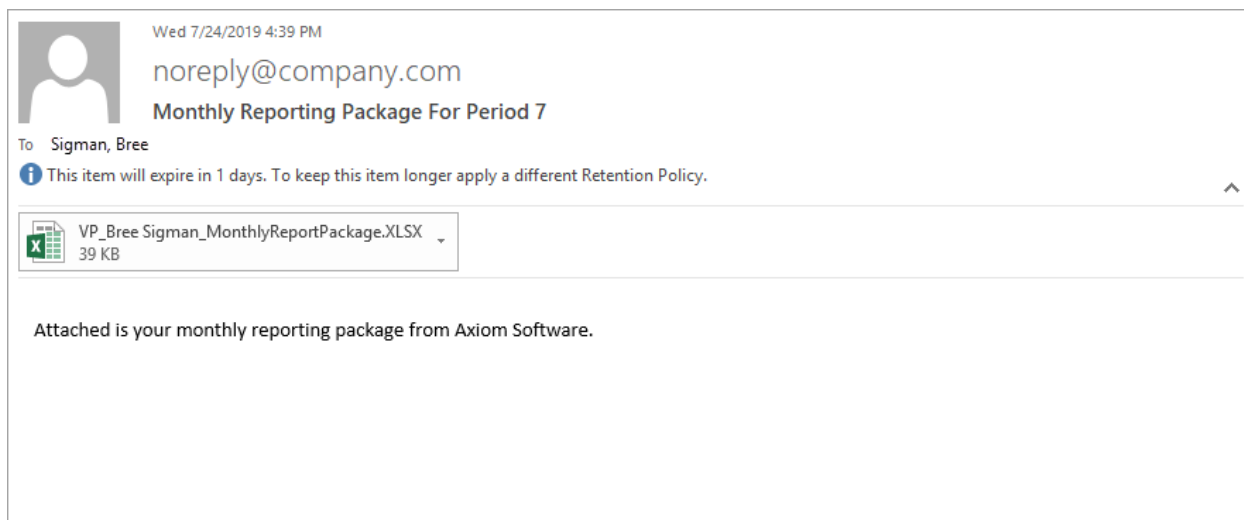 Wed 7/24/2019 4:39 PM
noreply@company.com
Monthly Reporting Package For Period 7
To Sigman, Bree
This item will expire in 1 days. To keep this item longer apply a different Retention Policy.
VP_Bree Sigman_MonthlyReportPackage.XLSX
39 KB
Attached is your monthly reporting package from Axiom Software.